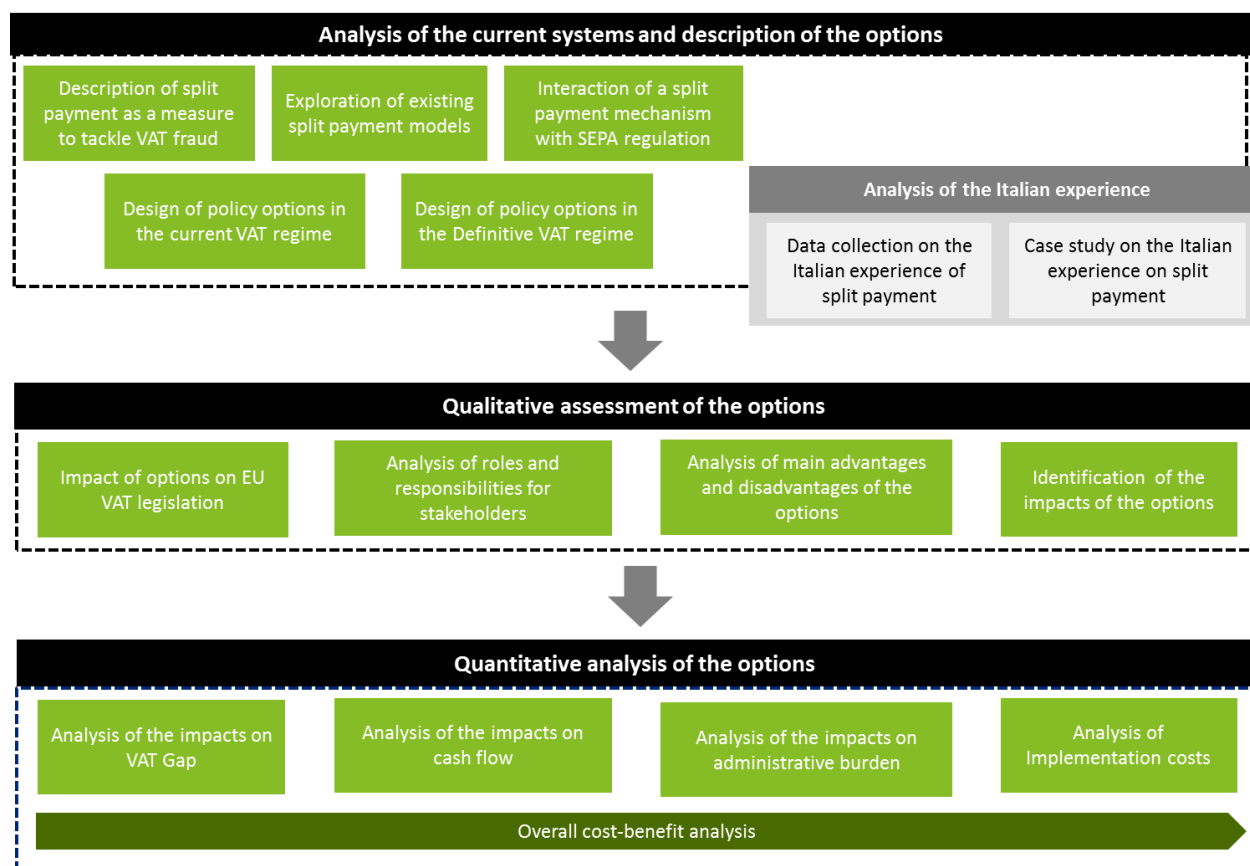 Analysis of the current systems and description of the options
Description of split
payment as a measure
to tackle VAT fraud
Exploration of existing
split payment models
Interaction of a split
payment mechanism
with SEPA regulation
Design of policy options in
the current VAT regime
Design of policy options in
the Definitive VAT regime
Analysis of the Italian experience
Data collection on the
Italian experience of
split payment
Case study on the Italian
experience on split
payment
Qualitative assessment of the options
Impact of options on EU
VAT legislation
Analysis of roles and
responsibilities for
stakeholders
Analysis of main advantages
and disadvantages of the
options
Identification of the
impacts of the options
Quantitative analysis of the options
Analysis of the impacts on
VAT Gap
Analysis of the impacts on
cash flow
Analysis of the impacts on
administrative burden
Analysis of
Implementation costs
Overall cost-benefit analysis